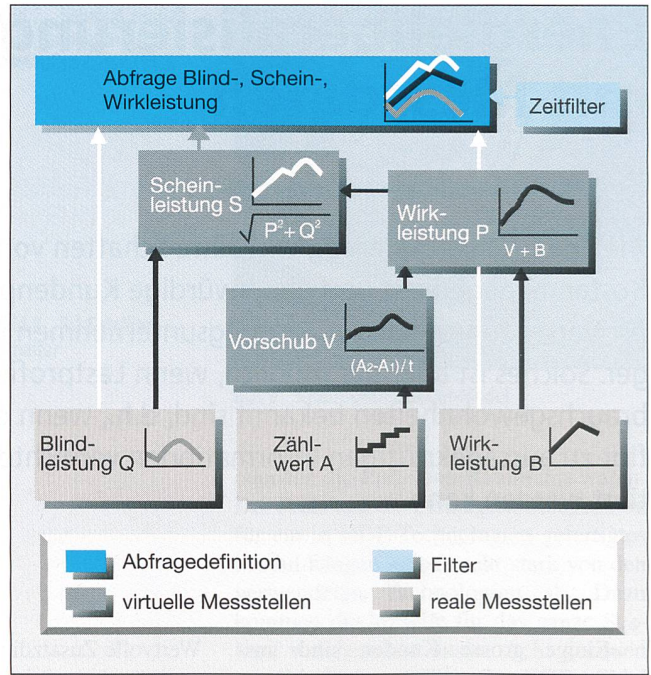 Abfrage Blind-, Schein-,
Wirkleistung
Zeitfilter
Schein-
leistung S
√P²+Q²
Wirk-
leistung P
V + B
Vorschub V
(A₂-A₁)/t
Blind-
leistung Q
Zähl-
wert A
Wirk-
leistung B
Abfragedefinition
Filter
virtuelle Messstellen
reale Messstellen